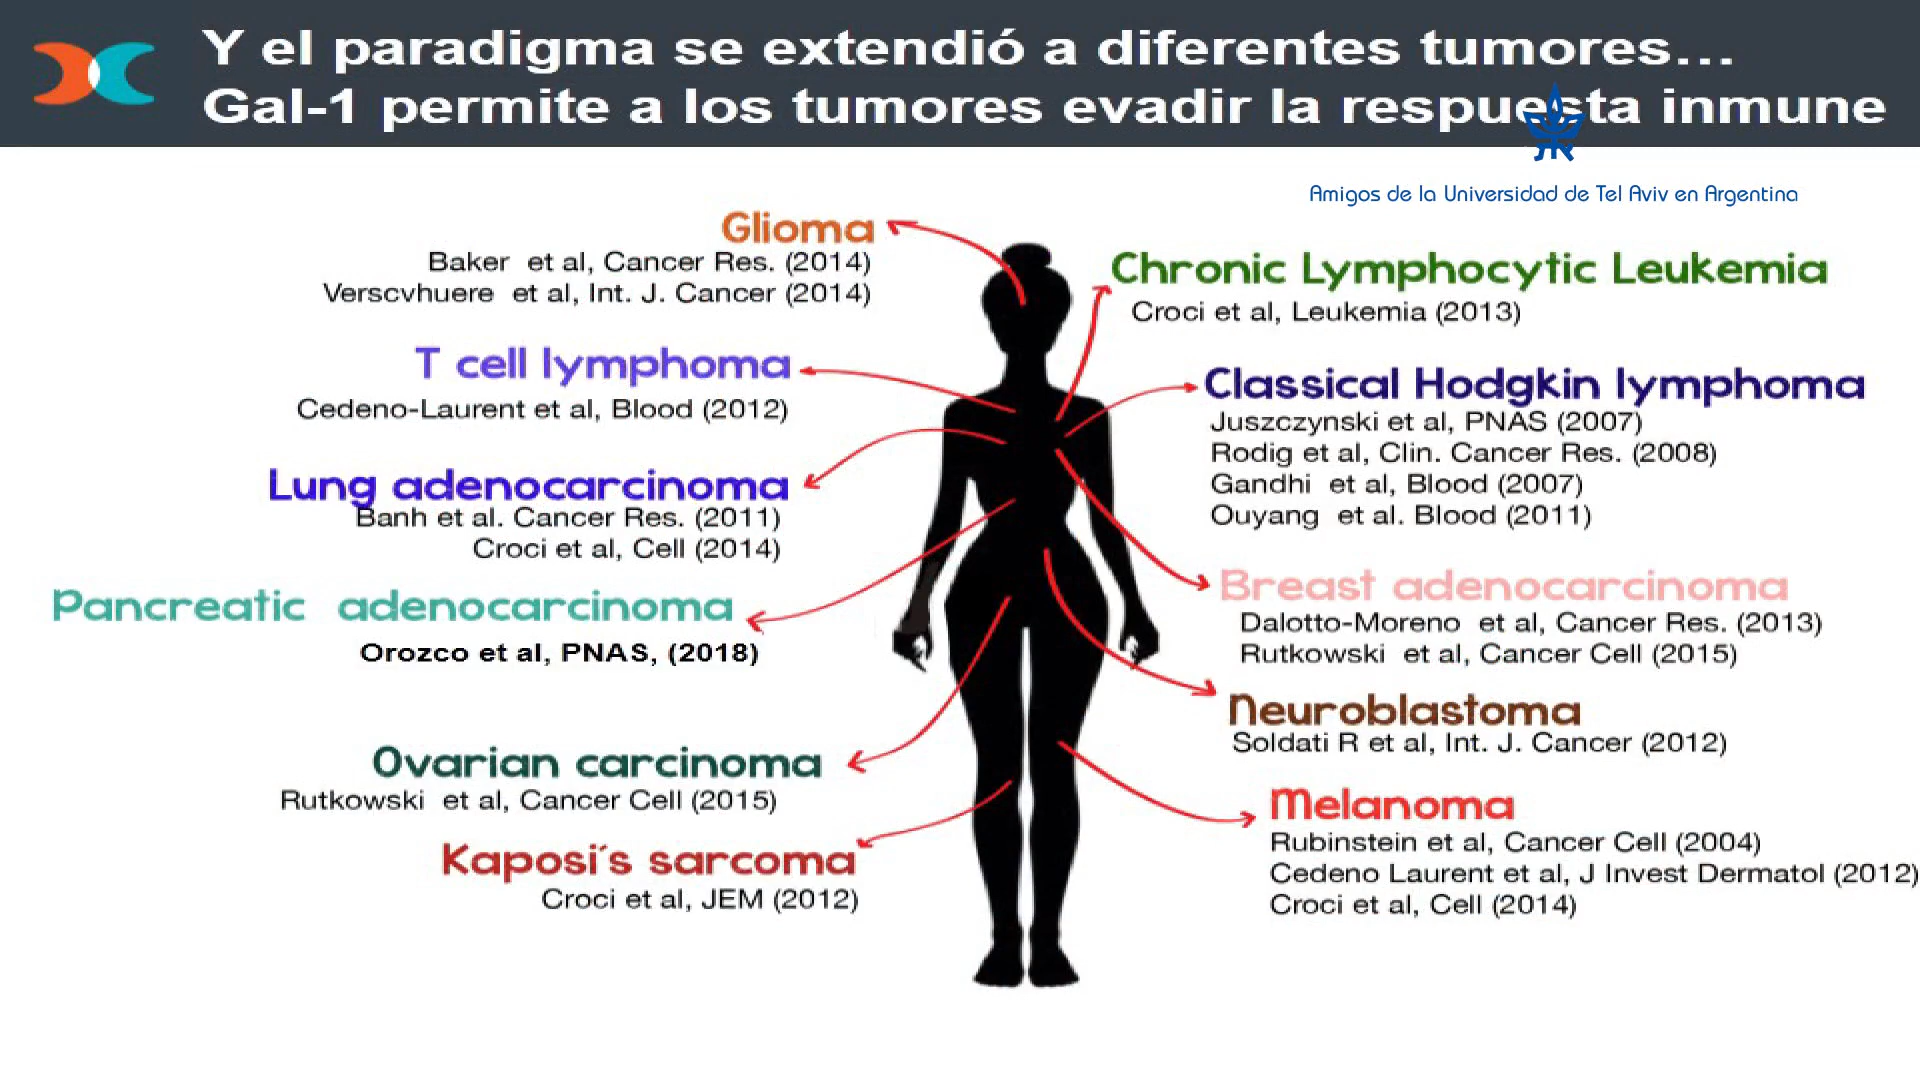 Y el paradigma se extendió a diferentes tumores...
Gal-1 permite a los tumores evadir la respuesta inmune
Amigos de la Universidad de Tel Aviv en Argentina
Glioma
Baker et al, Cancer Res. (2014)
Verscvhuere et al, Int. J. Cancer (2014)
T cell lymphoma
Cedeno-Laurent et al, Blood (2012)
Lung adenocarcinoma
Banh et al. Cancer Res. (2011)
Croci et al, Cell (2014)
Pancreatic adenocarcinoma
Orozco et al, PNAS, (2018)
Ovarian carcinoma
Rutkowski et al, Cancer Cell (2015)
Kaposi´s sarcoma
Croci et al, JEM (2012)
Chronic Lymphocytic Leukemia
Croci et al, Leukemia (2013)
Classical Hodgkin lymphoma
Juszczynski et al, PNAS (2007)
Rodig et al, Clin. Cancer Res. (2008)
Gandhi et al, Blood (2007)
Ouyang et al. Blood (2011)
Breast adenocarcinoma
Dalotto-Moreno et al, Cancer Res. (2013)
Rutkowski et al, Cancer Cell (2015)
Neuroblastoma
Soldati R et al, Int. J. Cancer (2012)
Melanoma
Rubinstein et al, Cancer Cell (2004)
Cedeno Laurent et al, J Invest Dermatol (2012)
Croci et al, Cell (2014)